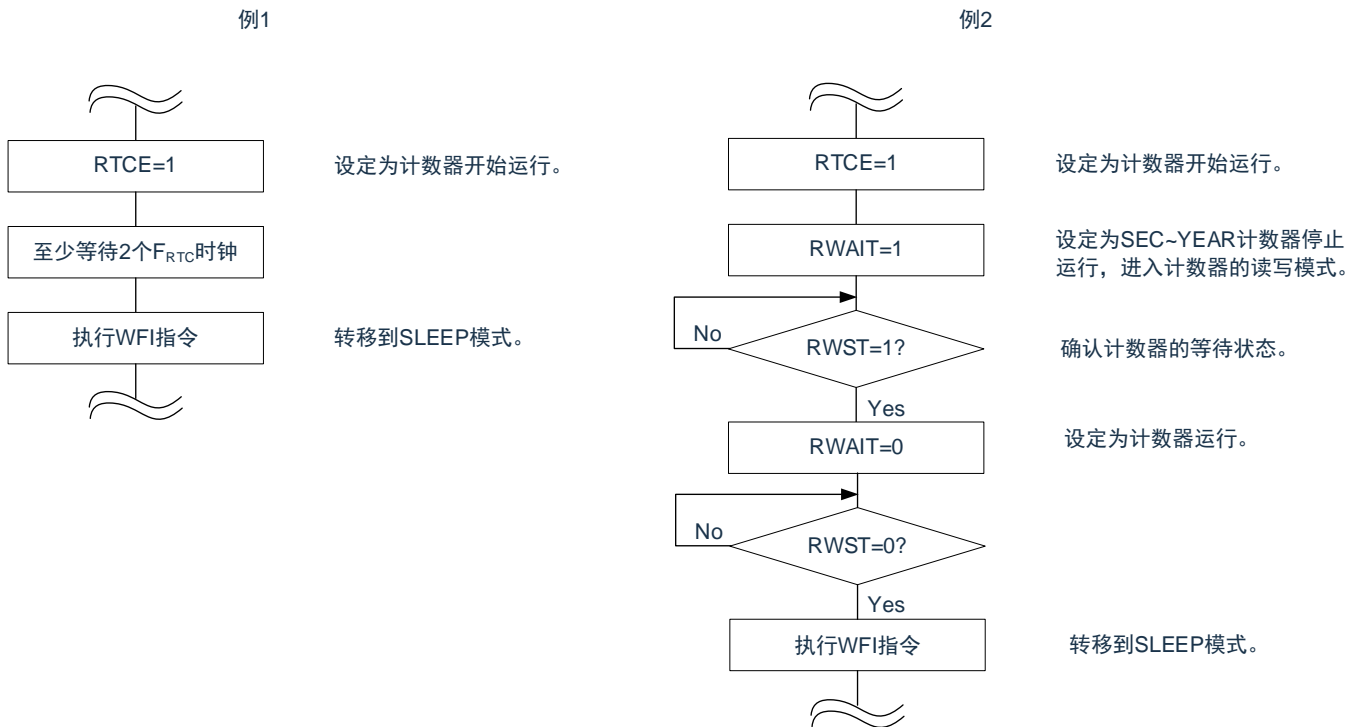 例1
RTCE=1
设定为计数器开始运行。
至少等待2个FRTC时钟
执行WFI指令
转移到SLEEP模式。
例2
RTCE=1
设定为计数器开始运行。
RWAIT=1
设定为SEC~YEAR计数器停止
运行，进入计数器的读写模式。
No
RWST=1?
确认计数器的等待状态。
Yes
RWAIT=0
设定为计数器运行。
No
RWST=0?
Yes
执行WFI指令
转移到SLEEP模式。